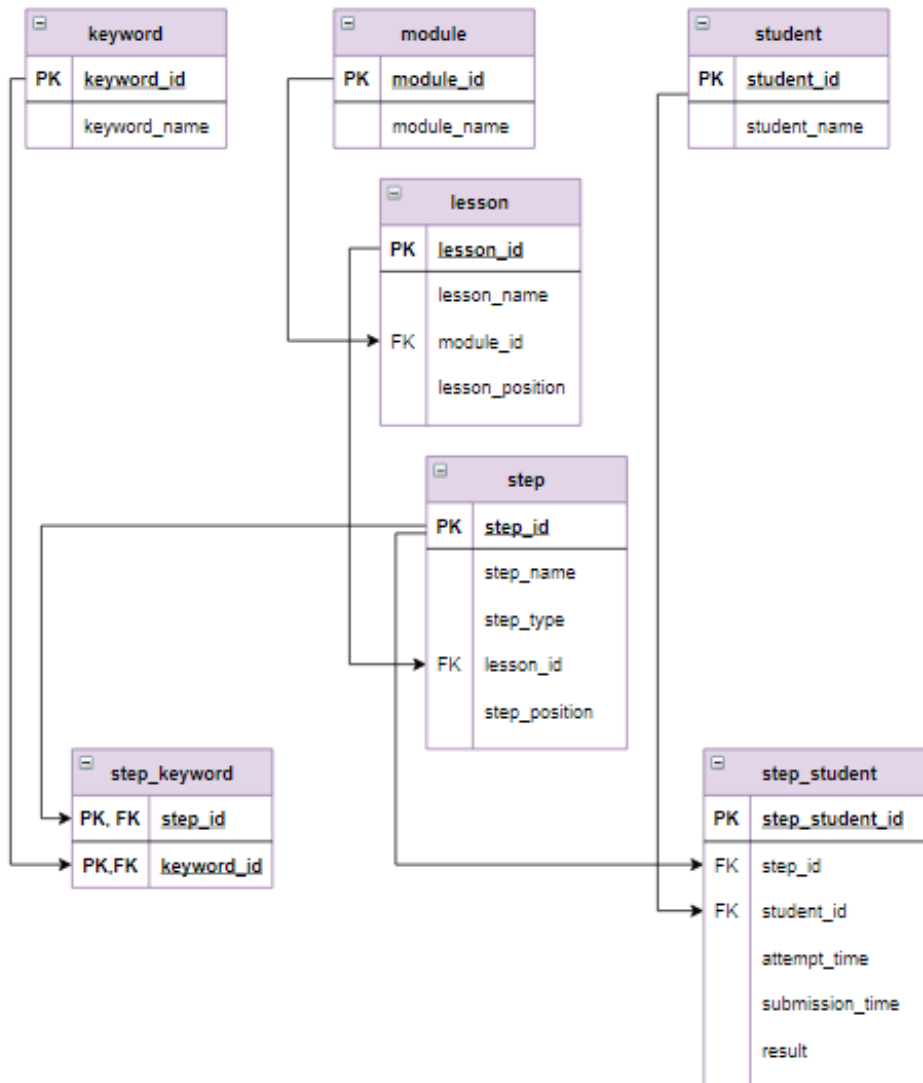 keyword
PK keyword_id
keyword_name
module
PK module_id
module_name
student
PK student_id
student_name
lesson
PK lesson_id
lesson_name
FK module_id
lesson_position
step
PK step_id
step_name
step_type
FK lesson_id
step_position
step_keyword
PK, FK step_id
PK,FK keyword_id
step_student
PK step_student_id
FK step_id
FK student_id
attempt_time
submission_time
result